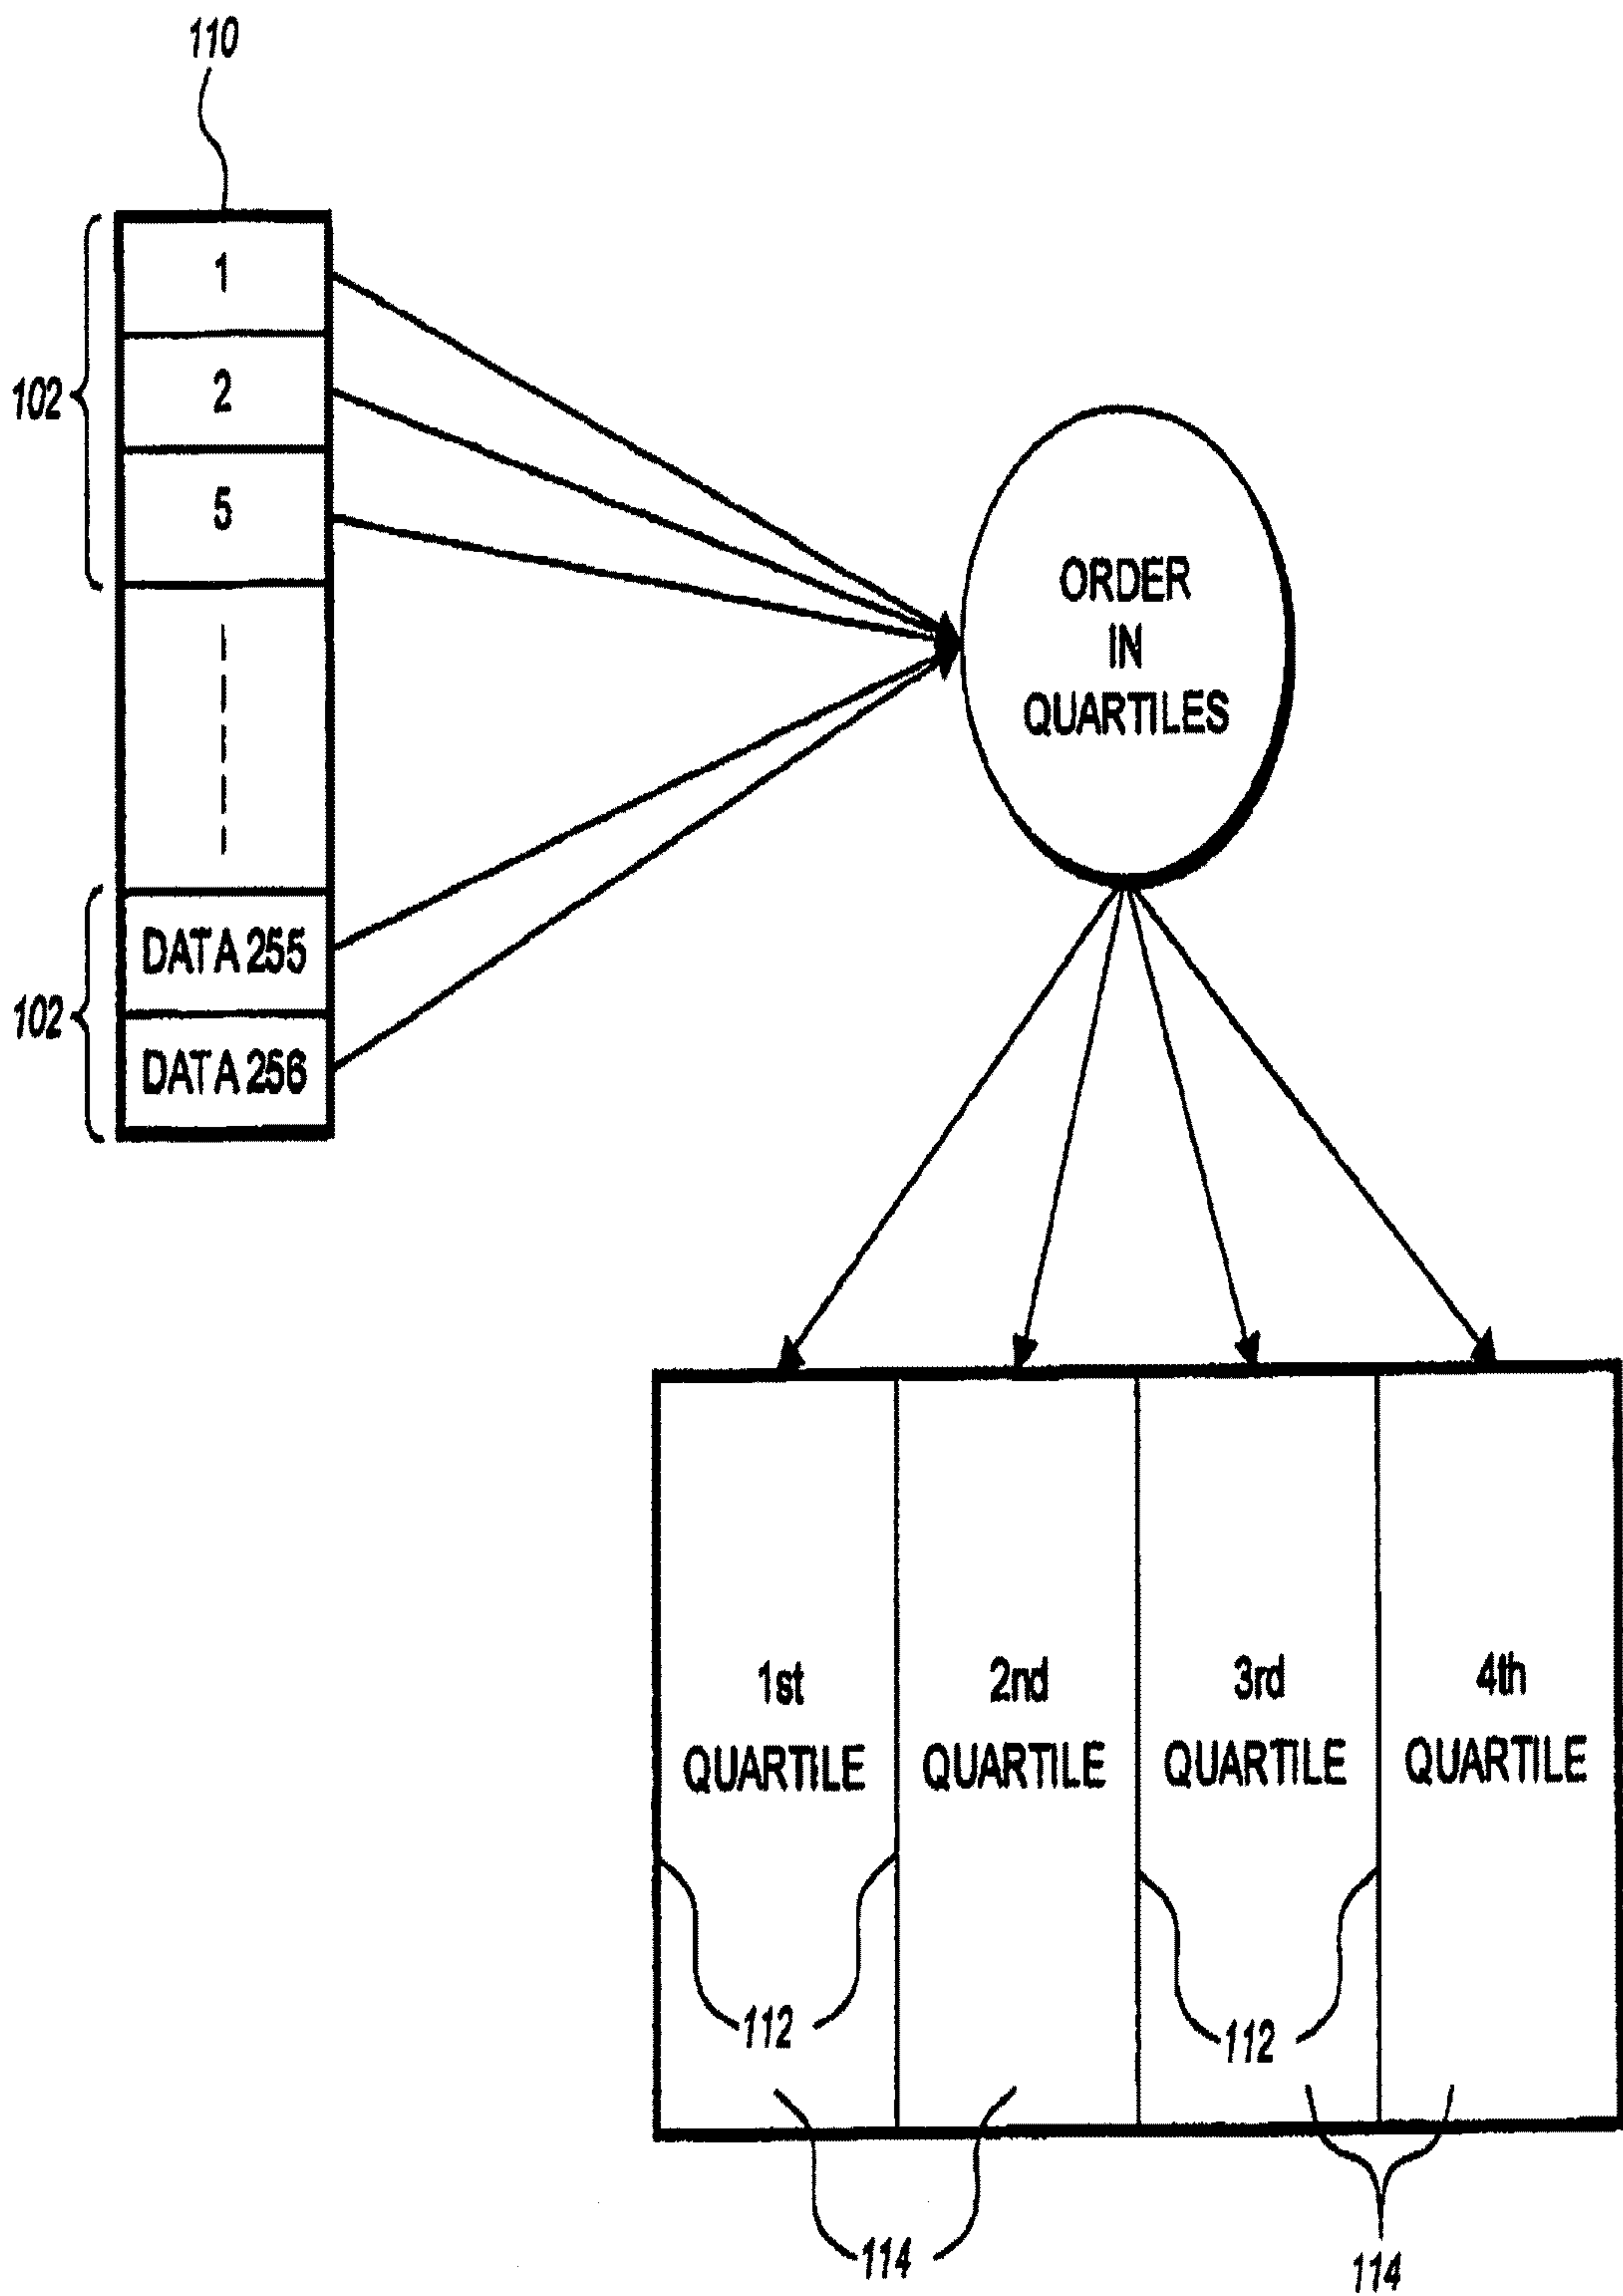 110
1
102
2
5
ORDER
IN
QUARTILES
DATA 255
102
DATA 256
1st
QUARTILE
2nd
QUARTILE
3rd
QUARTILE
4th
QUARTILE
112
112
114
114